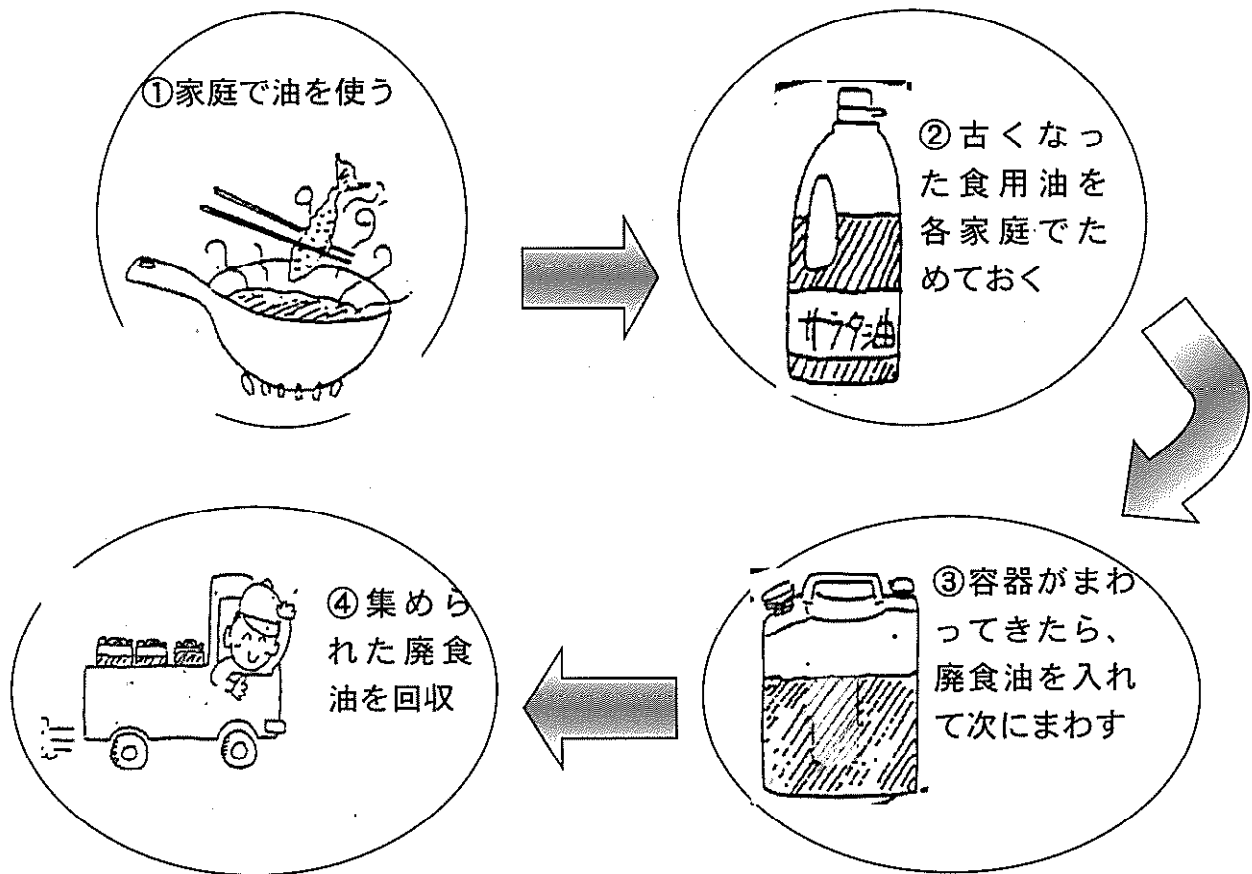 ①家庭で油を使う
②古くなっ
た食用油を
各家庭でた
めておく
サラダ油
③容器がまわ
ってきたら、
廃食油を入れ
て次にまわす
④集めら
れた廃食
油を回収